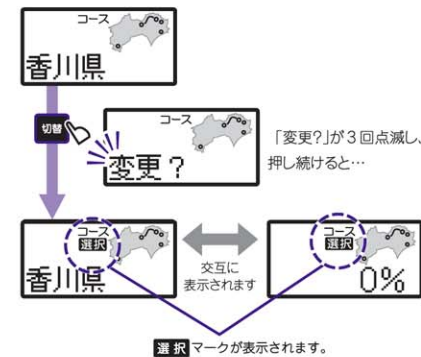 コース
香川県
切替
コース
変更?
「変更?」が3回点滅し、
押し続けると…
コース
選択
香川県
交互に
表示されます
コース
選択
0%
選択マークが表示されます。